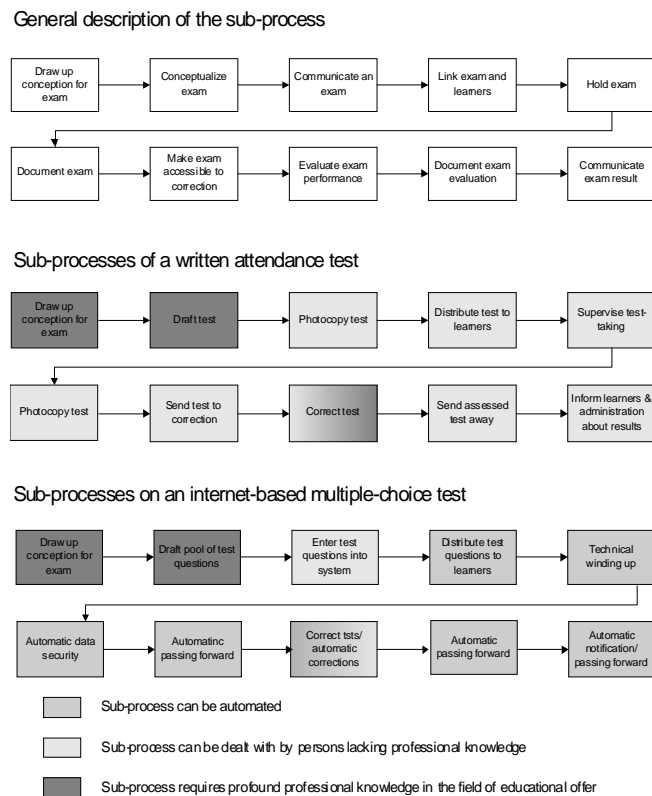 General description of the sub-process
Draw up
conception for
exam
Conceptualize
exam
Communicate an
exam
Link exam and
learners
Hold exam
Document exam
Make exam
accessible to
correction
Evaluate exam
performance
Document exam
evaluation
Communicate
exam result
Sub-processes of a written attendance test
Draw up
conception for
exam
Draft test
Photocopy test
Distribute test to
learners
Supervise test-
taking
Photocopy test
Send test to
correction
Correct test
Send assessed
test away
Inform learners &
administration
about results
Sub-processes on an internet-based multiple-choice test
Draw up
conception for
exam
Draft pool of test
questions
Enter test
questions into
system
Distribute test
questions to
learners
Technical
winding up
Automatic data
security
Automatinc
passing forward
Correct tsts/
automatic
corrections
Automatic
passing forward
Automatic
notification/
passing forward
Sub-process can be automated
Sub-process can be dealt with by persons lacking professional knowledge
Sub-process requires profound professional knowledge in the field of educational offer